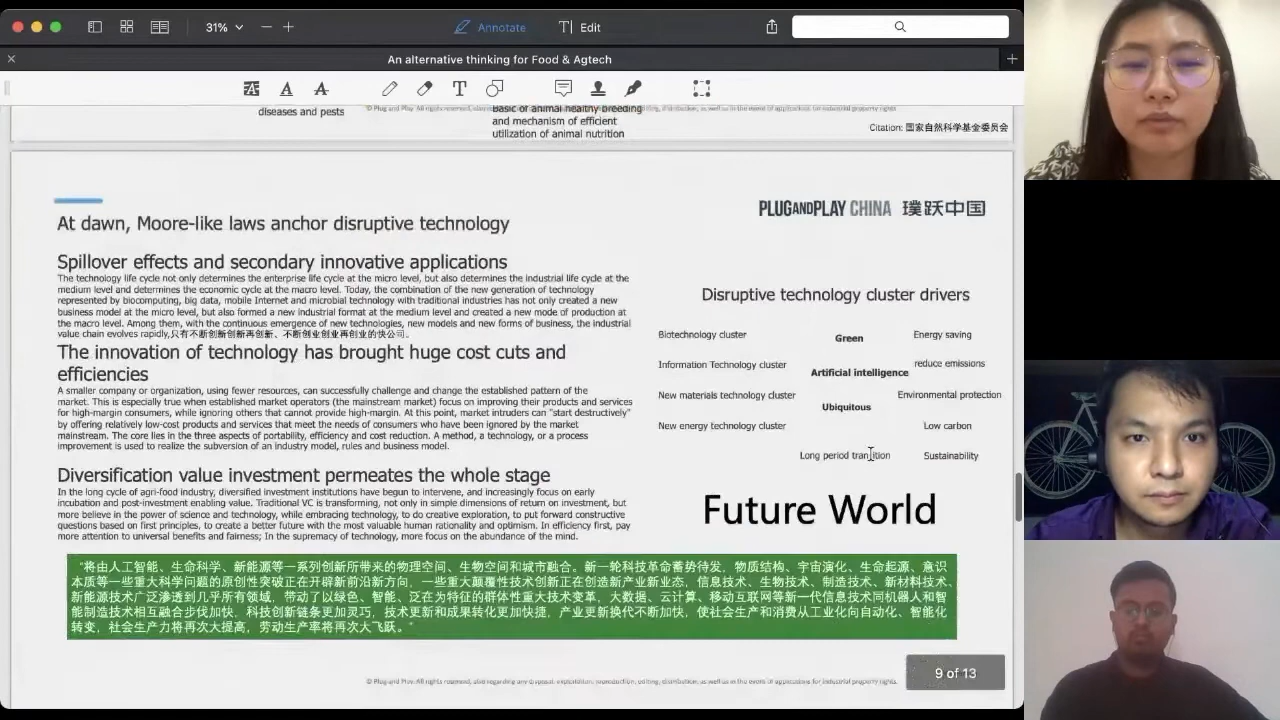 31%
Annotate
Edit
An alternative thinking for Food & Agtech
diseases and pests
Basic of animal healthy breeding
and mechanism of efficient
utilization of animal nutrition
Citation: 国家自然科学基金委员会
PLUGANDPLAY CHINA 璞跃中国
At dawn, Moore-like laws anchor disruptive technology
Spillover effects and secondary innovative applications
The technology life cycle not only determines the enterprise life cycle at the micro level, but also determines the industrial life cycle at the
medium level and determines the economic cycle at the macro level. Today, the combination of the new generation of technology
represented by biocomputing, big data, mobile Internet and microbial technology with traditional industries has not only created a new
business model at the micro level, but also formed a new industrial format at the medium level and created a new mode of production at
the macro level. Among them, with the continuous emergence of new technologies, new models and new forms of business, the industrial
value chain evolves rapidly,只有不断创新创新再创新、不断创业创业再创业的快公司。
The innovation of technology has brought huge cost cuts and
efficiencies
A smaller company or organization, using fewer resources, can successfully challenge and change the established pattern of the
market. This is especially true when established market operators (the mainstream market) focus on improving their products and services
for high-margin consumers, while ignoring others that cannot provide high-margin. At this point, market intruders can "start destructively"
by offering relatively low-cost products and services that meet the needs of consumers who have been ignored by the market
mainstream. The core lies in the three aspects of portability, efficiency and cost reduction. A method, a technology, or a process
improvement is used to realize the subversion of an industry model, rules and business model.
Diversification value investment permeates the whole stage
In the long cycle of agri-food industry, diversified investment institutions have begun to intervene, and increasingly focus on early
incubation and post-investment enabling value. Traditional VC is transforming, not only in simple dimensions of return on investment, but
more believe in the power of science and technology, while embracing technology, to do creative exploration, to put forward constructive
questions based on first principles, to create a better future with the most valuable human rationality and optimism. In efficiency first, pay
more attention to universal benefits and fairness; In the supremacy of technology, more focus on the abundance of the mind.
Disruptive technology cluster drivers
Biotechnology cluster
Green
Energy saving
Information Technology cluster
Artificial intelligence
reduce emissions
New materials technology cluster
Ubiquitous
Environmental protection
New energy technology cluster
Low carbon
Long period transition
Sustainability
Future World
"将由人工智能、生命科学、新能源等一系列创新所带来的物理空间、生物空间和城市融合。新一轮科技革命蓄势待发，物质结构、宇宙演化、生命起源、意识
本质等一些重大科学问题的原创性突破正在开辟新前沿新方向，一些重大颠覆性技术创新正在创造新产业新业态，信息技术、生物技术、制造技术、新材料技术、
新能源技术广泛渗透到几乎所有领域，带动了以绿色、智能、泛在为特征的群体性重大技术变革，大数据、云计算、移动互联网等新一代信息技术同机器人和智
能制造技术相互融合步伐加快，科技创新链条更加灵巧，技术更新和成果转化更加快捷，产业更新换代不断加快，使社会生产和消费从工业化向自动化、智能化
转变，社会生产力将再次大提高，劳动生产率将再次大飞跃。"
9 of 13